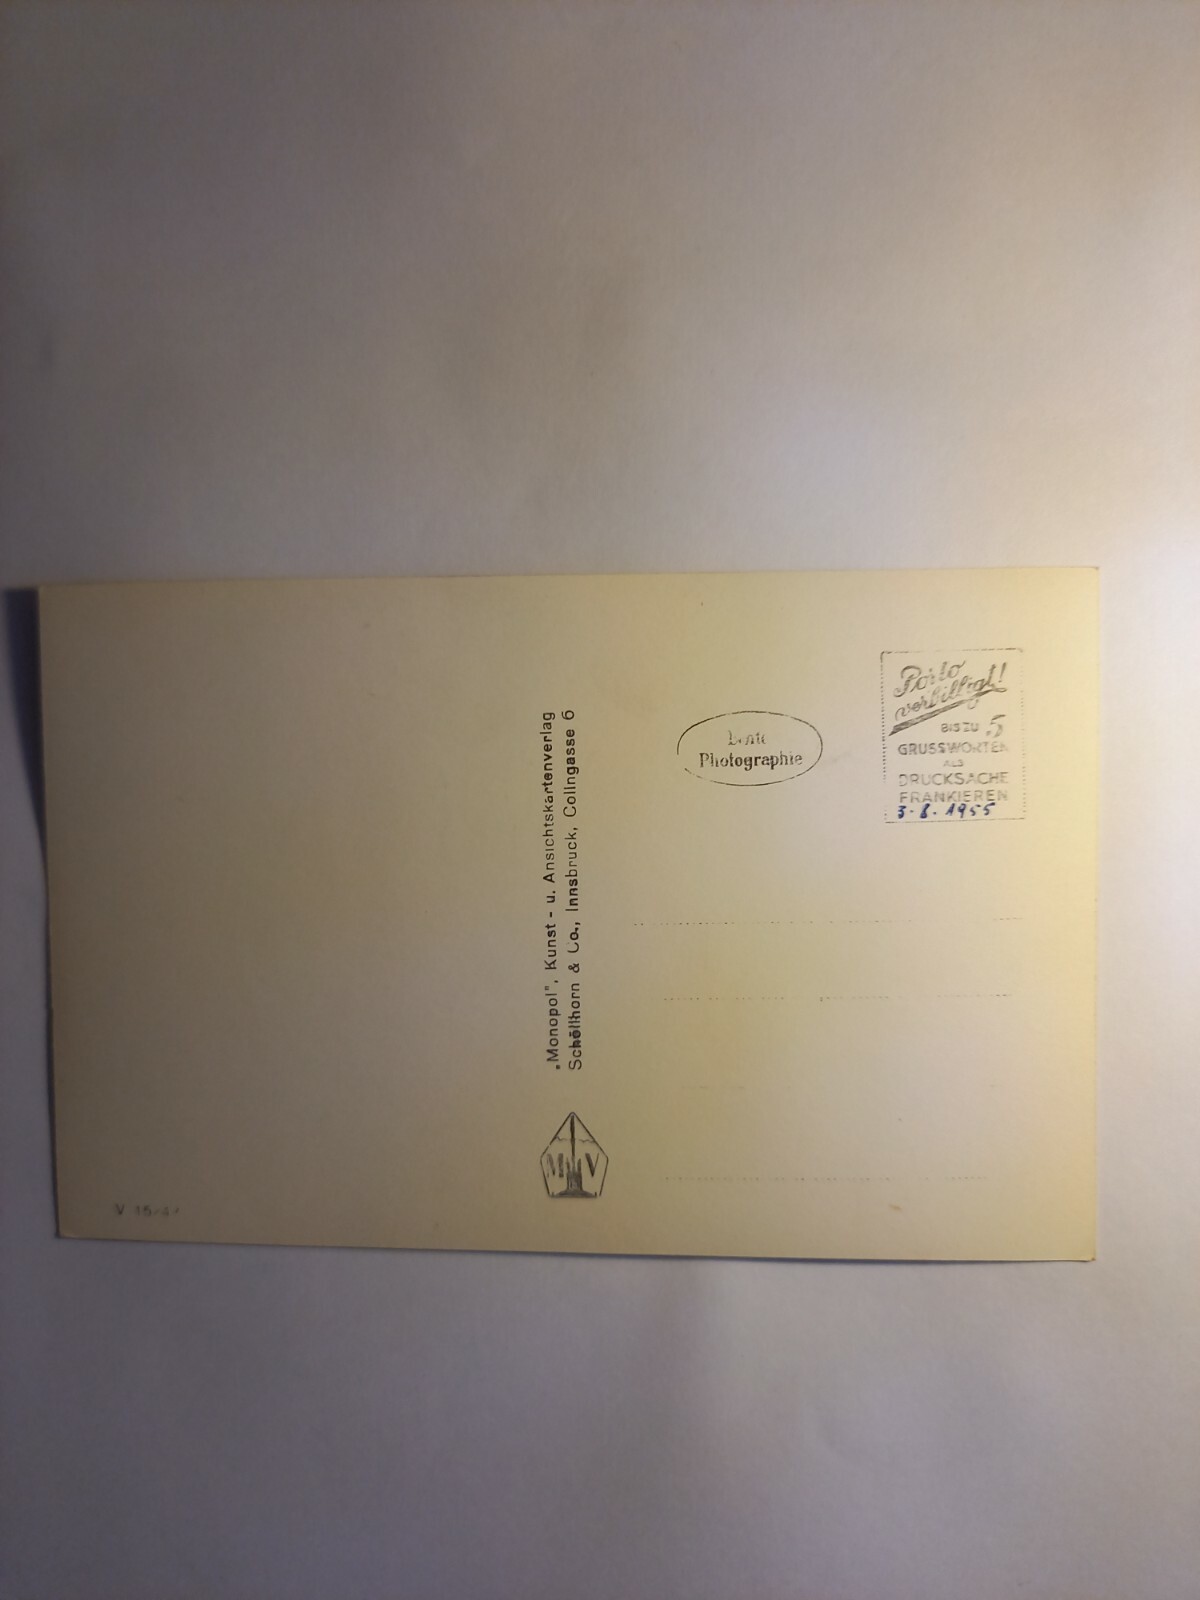 Porto
verbilligt!
BIS ZU 5
GRUSSWORTEN
ALS
DRUCKSACHE
FRANKIEREN
3.8.1955
Echte
Photographie
„Monopol", Kunst- u. Ansichtskartenverlag
Schöllhorn & Co., Innsbruck, Colingasse 6
M V
V